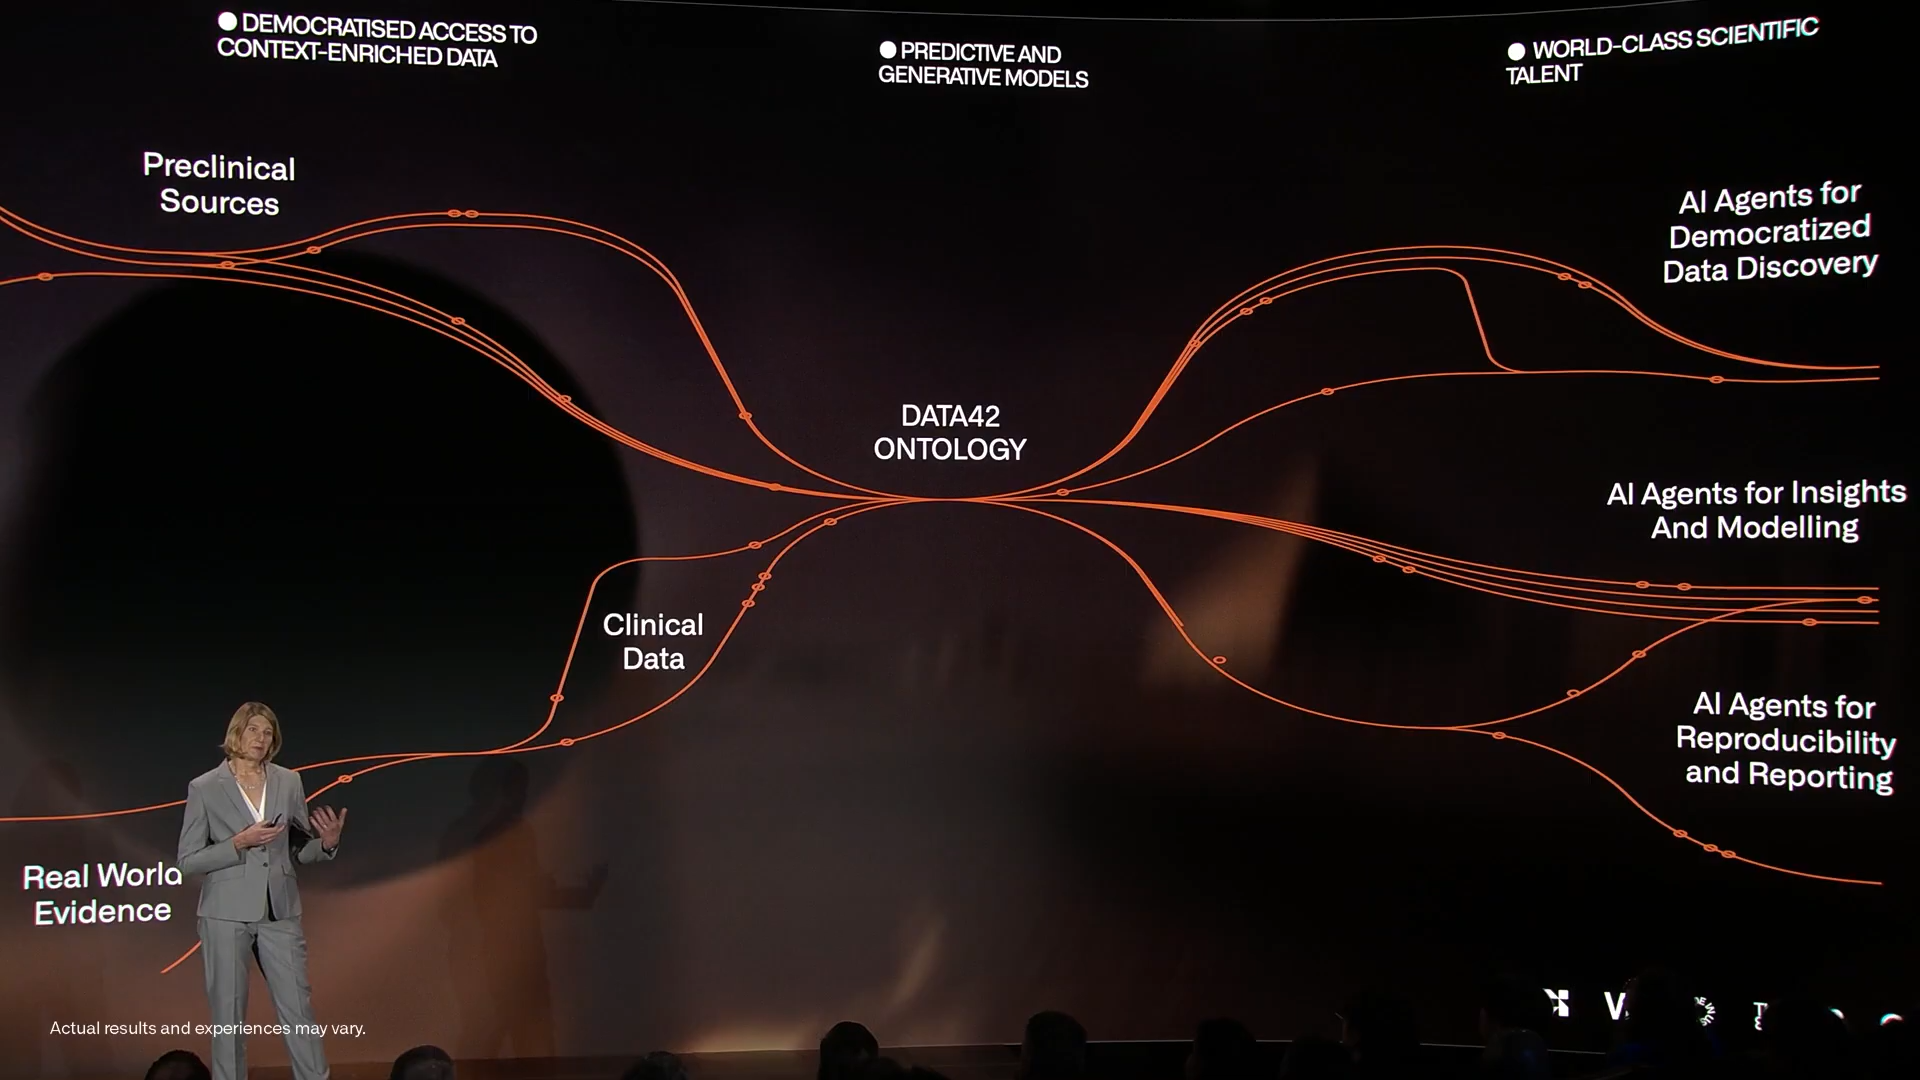 DEMOCRATISED ACCESS TO
CONTEXT-ENRICHED DATA
PREDICTIVE AND
GENERATIVE MODELS
WORLD-CLASS SCIENTIFIC
TALENT
Preclinical
Sources
AI Agents for
Democratized
Data Discovery
DATA42
ONTOLOGY
AI Agents for Insights
And Modelling
Clinical
Data
AI Agents for
Reproducibility
and Reporting
Real World
Evidence
Actual results and experiences may vary.